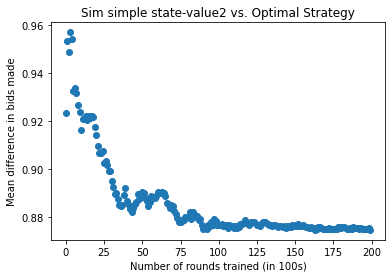 Sim simple state-value2 vs. Optimal Strategy
0.96
0.94
0.92
0.90
0.88
Mean difference in bids made
0 25 50 75 100 125 150 175 200
Number of rounds trained (in 100s)